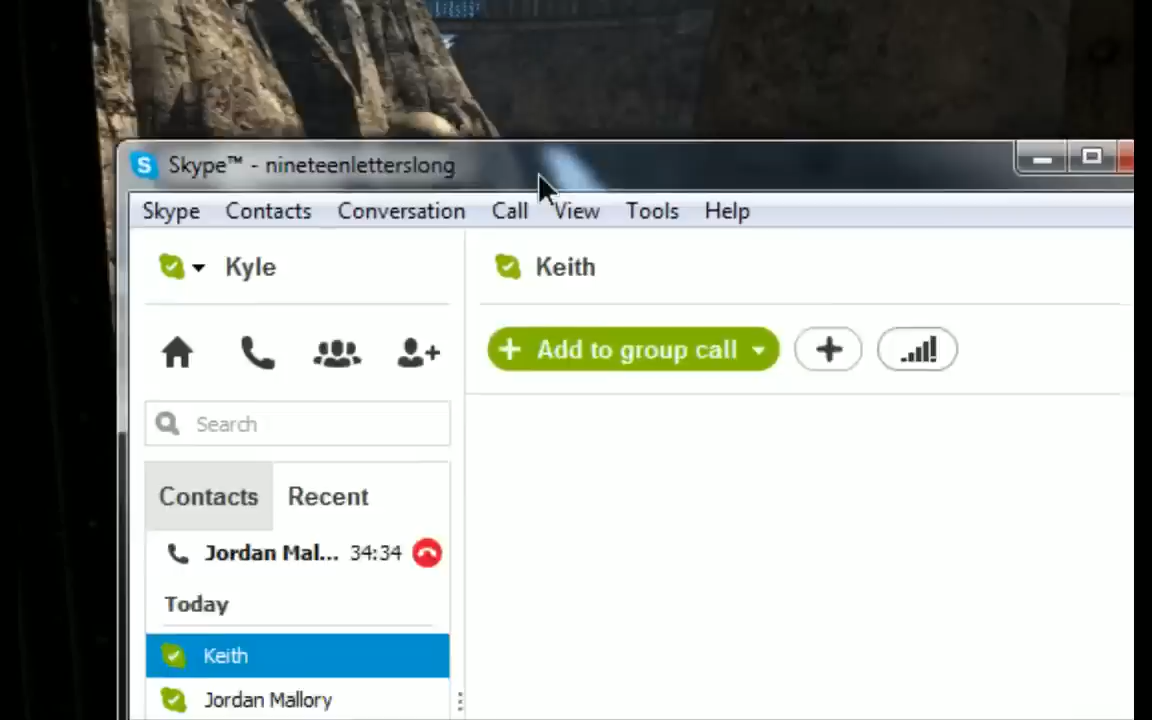 Skype™ - nineteenletterslong
Skype Contacts Conversation Call View Tools Help
Kyle
Keith
+ Add to group call
Search
Contacts Recent
Jordan Mal... 34:34
Today
Keith
Jordan Mallory